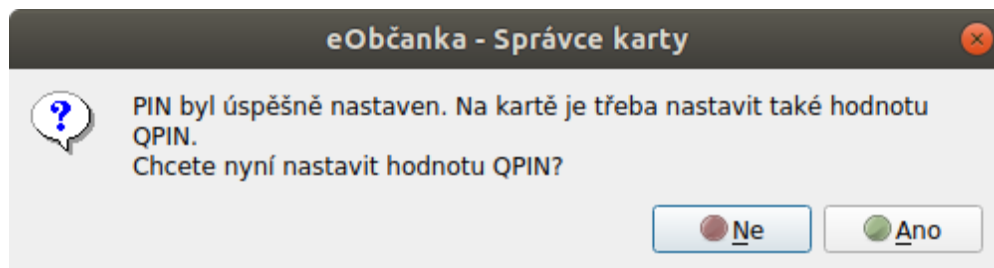 eObčanka - Správce karty
?
PIN byl úspěšně nastaven. Na kartě je třeba nastavit také hodnotu
QPIN.
Chcete nyní nastavit hodnotu QPIN?
Ne
Ano